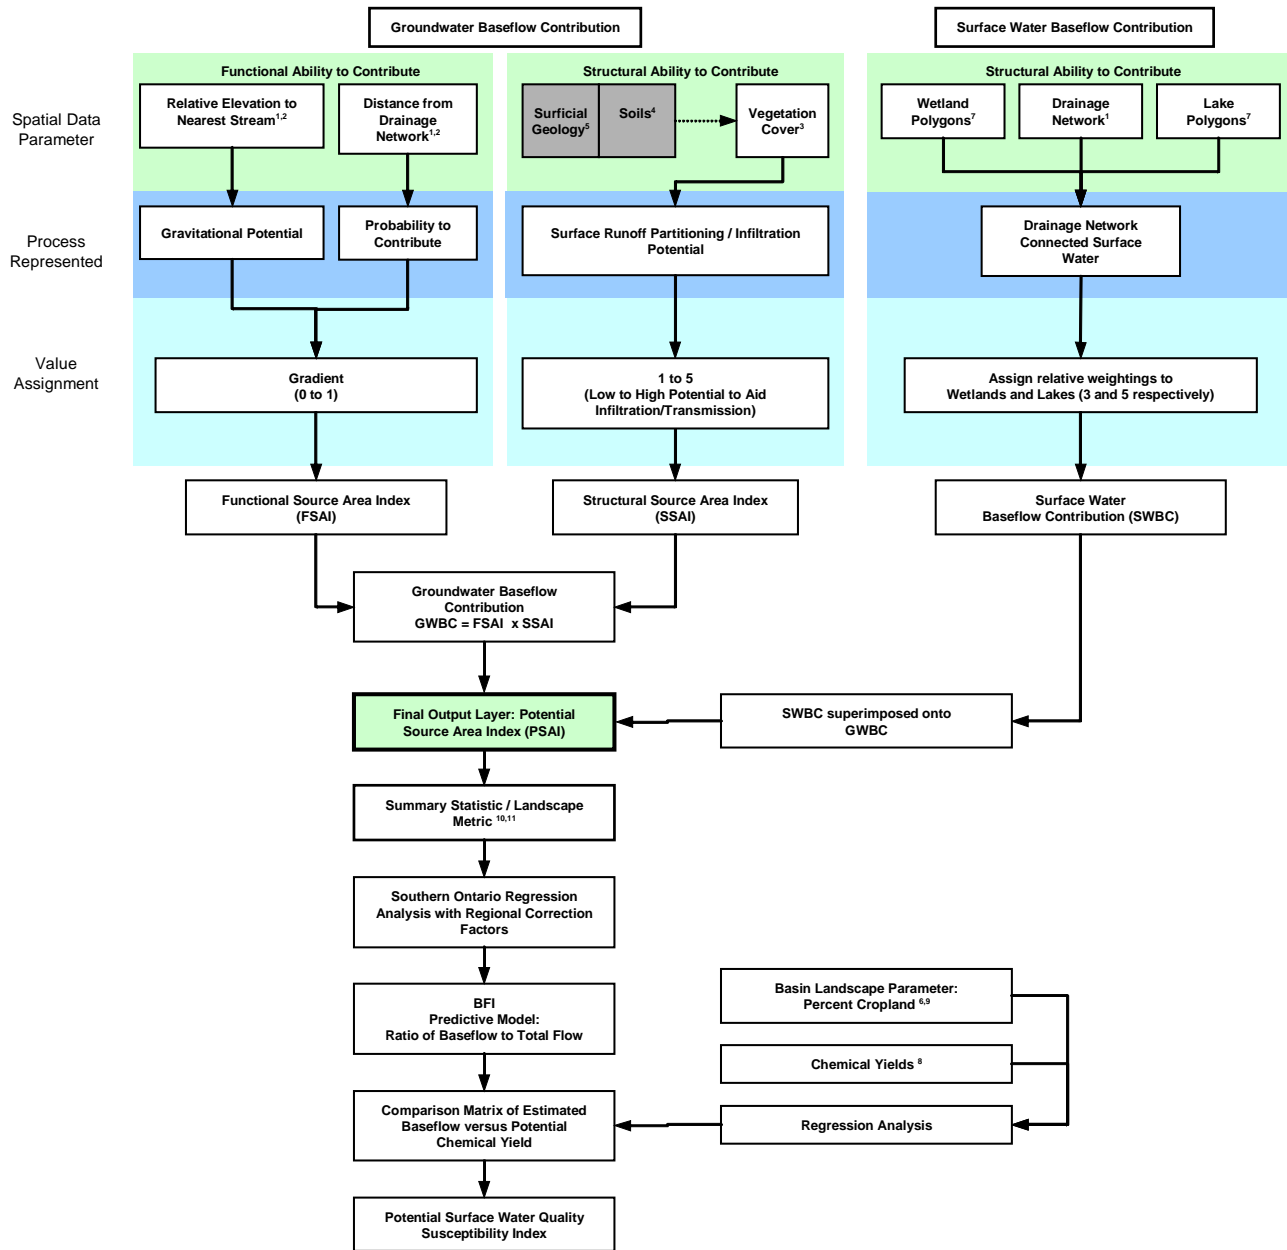 Groundwater Baseflow Contribution
Surface Water Baseflow Contribution
Functional Ability to Contribute
Structural Ability to Contribute
Structural Ability to Contribute
Spatial Data
Parameter
Relative Elevation to
Nearest Stream1,2
Distance from
Drainage
Network1,2
Surficial
Geology5
Soils4
Vegetation
Cover3
Wetland
Polygons7
Drainage
Network1
Lake
Polygons7
Process
Represented
Gravitational Potential
Probability to
Contribute
Surface Runoff Partitioning / Infiltration
Potential
Drainage Network
Connected Surface
Water
Value
Assignment
Gradient
(0 to 1)
1 to 5
(Low to High Potential to Aid
Infiltration/Transmission)
Assign relative weightings to
Wetlands and Lakes (3 and 5 respectively)
Functional Source Area Index
(FSAI)
Structural Source Area Index
(SSAI)
Surface Water
Baseflow Contribution (SWBC)
Groundwater Baseflow
Contribution
GWBC = FSAI x SSAI
Final Output Layer: Potential
Source Area Index (PSAI)
SWBC superimposed onto
GWBC
Summary Statistic / Landscape
Metric 10,11
Southern Ontario Regression
Analysis with Regional Correction
Factors
BFI
Predictive Model:
Ratio of Baseflow to Total Flow
Basin Landscape Parameter:
Percent Cropland 6,9
Chemical Yields 8
Comparison Matrix of Estimated
Baseflow versus Potential
Chemical Yield
Regression Analysis
Potential Surface Water Quality
Susceptibility Index